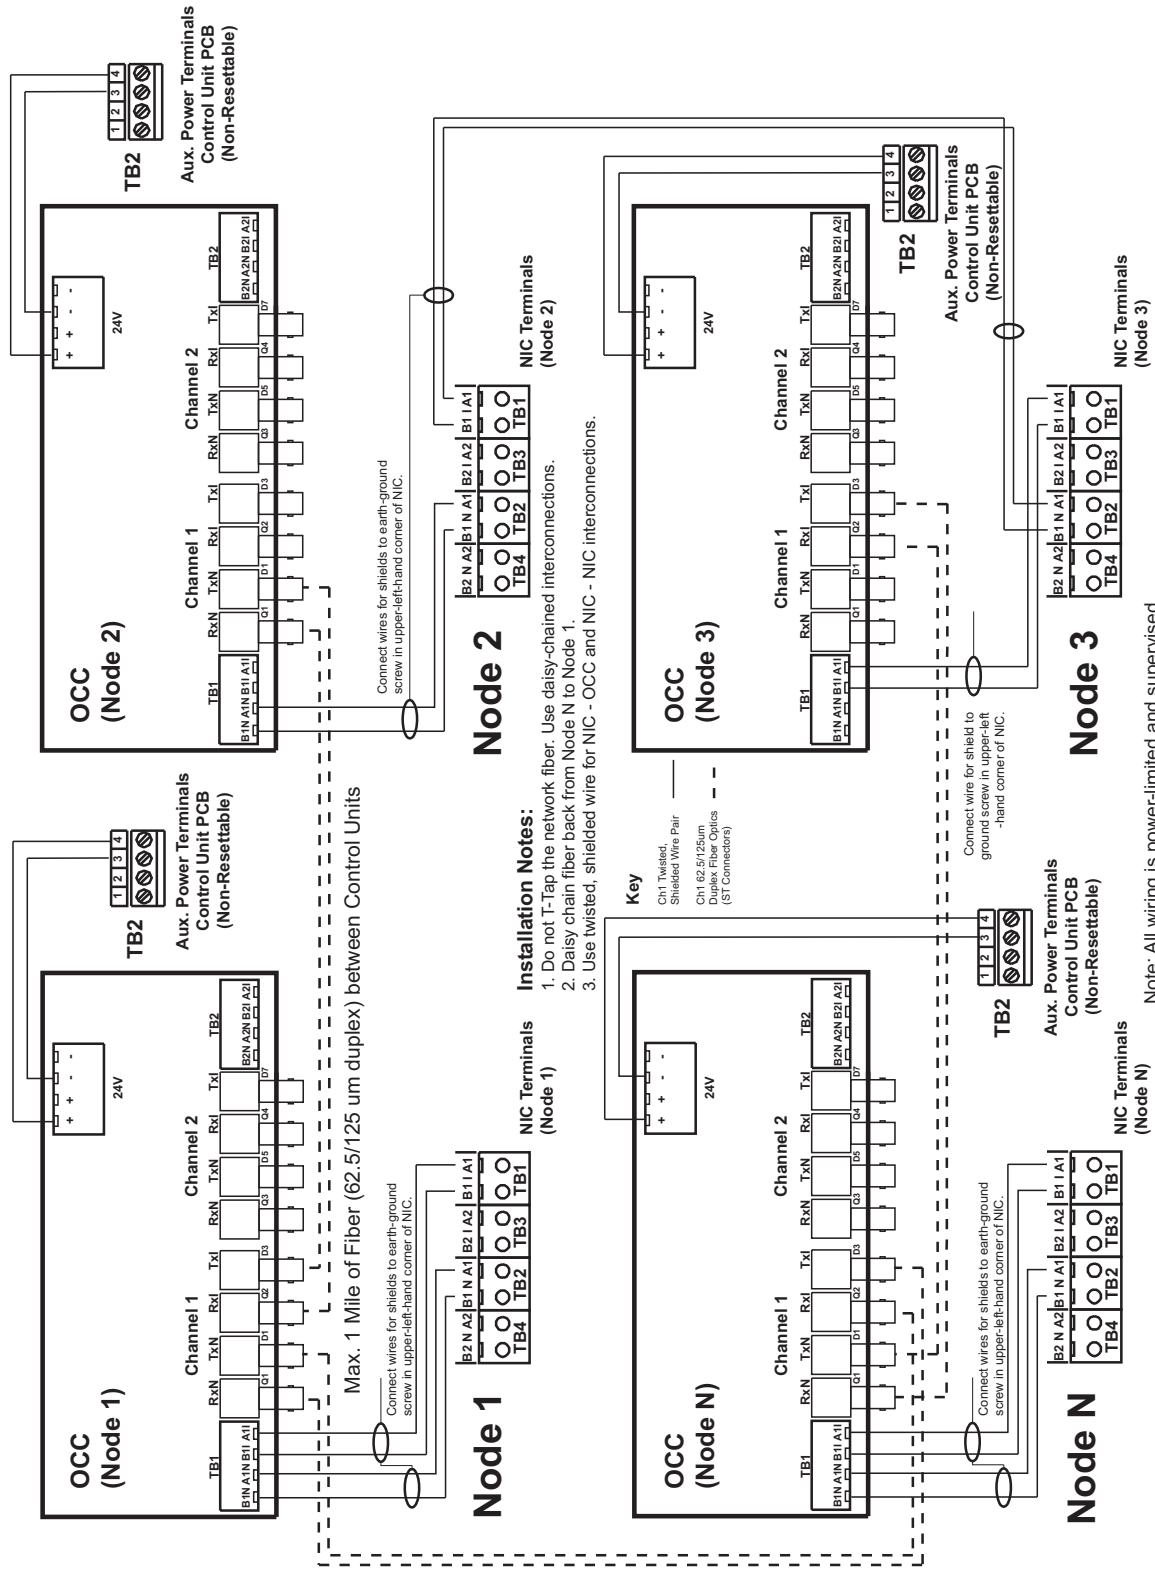 OCC
(Node 1)
24V
+ + - -
Channel 1
Channel 2
RxN TxN RxI TxI
RxN TxN RxI TxI
Q1 D1 Q2 D3
Q3 D5 Q4 D7
TB1
B1N A1N B1I A1I
TB2
B2N A2N B2I A2I
1 2 3 4
TB2
Aux. Power Terminals
Control Unit PCB
(Non-Resettable)
Connect wires for shields to earth-ground
screw in upper-left-hand corner of NIC.
Node 1
B2 N A2 B1 N A1 B2 I A2 B1 I A1
TB4 TB2 TB3 TB1
NIC Terminals
(Node 1)
Max. 1 Mile of Fiber (62.5/125 um duplex) between Control Units
OCC
(Node 2)
24V
+ + - -
Channel 1
Channel 2
RxN TxN RxI TxI
RxN TxN RxI TxI
Q1 D1 Q2 D3
Q3 D5 Q4 D7
TB1
B1N A1N B1I A1I
TB2
B2N A2N B2I A2I
1 2 3 4
TB2
Aux. Power Terminals
Control Unit PCB
(Non-Resettable)
Connect wires for shields to earth-ground
screw in upper-left-hand corner of NIC.
Node 2
B2 N A2 B1 N A1 B2 I A2 B1 I A1
TB4 TB2 TB3 TB1
NIC Terminals
(Node 2)
Installation Notes:
1. Do not T-Tap the network fiber. Use daisy-chained interconnections.
2. Daisy chain fiber back from Node N to Node 1.
3. Use twisted, shielded wire for NIC - OCC and NIC - NIC interconnections.
Key
Ch1 Twisted,
Shielded Wire Pair
Ch1 62.5/125um
Duplex Fiber Optics
(ST Connectors)
OCC
(Node N)
24V
+ + - -
Channel 1
Channel 2
RxN TxN RxI TxI
RxN TxN RxI TxI
Q1 D1 Q2 D3
Q3 D5 Q4 D7
TB1
B1N A1N B1I A1I
TB2
B2N A2N B2I A2I
1 2 3 4
TB2
Aux. Power Terminals
Control Unit PCB
(Non-Resettable)
Connect wires for shields to earth-ground
screw in upper-left-hand corner of NIC.
Node N
B2 N A2 B1 N A1 B2 I A2 B1 I A1
TB4 TB2 TB3 TB1
NIC Terminals
(Node N)
OCC
(Node 3)
24V
+ + - -
Channel 1
Channel 2
RxN TxN RxI TxI
RxN TxN RxI TxI
Q1 D1 Q2 D3
Q3 D5 Q4 D7
TB1
B1N A1N B1I A1I
TB2
B2N A2N B2I A2I
1 2 3 4
TB2
Aux. Power Terminals
Control Unit PCB
(Non-Resettable)
Connect wire for shield to
ground screw in upper-left
-hand corner of NIC.
Node 3
B2 N A2 B1 N A1 B2 I A2 B1 I A1
TB4 TB2 TB3 TB1
NIC Terminals
(Node 3)
Note: All wiring is power-limited and supervised